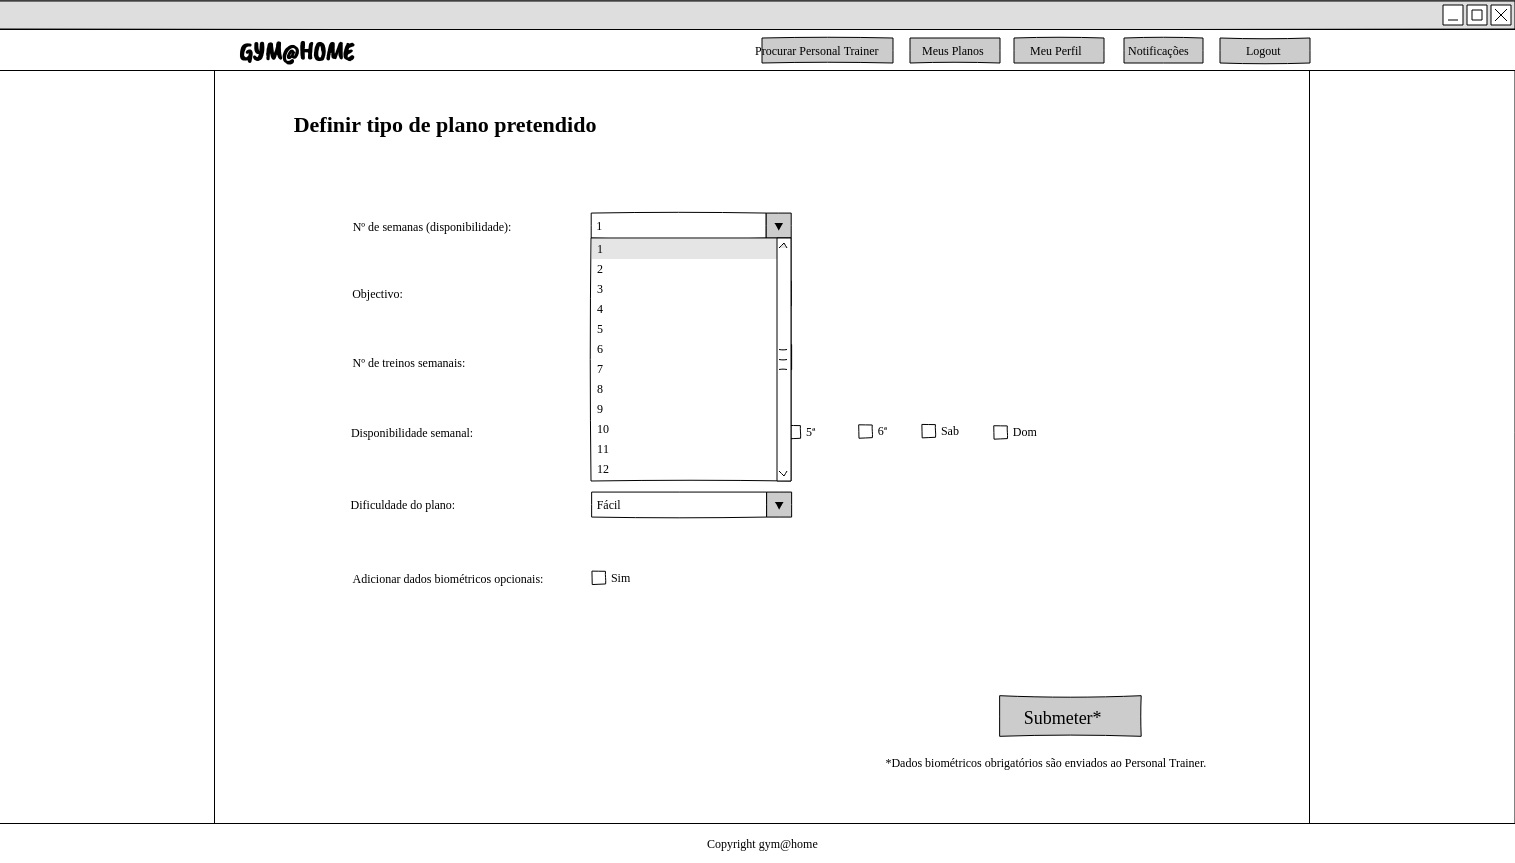 GYM@HOME
Procurar Personal Trainer
Meus Planos
Meu Perfil
Notificações
Logout
Definir tipo de plano pretendido
Nº de semanas (disponibilidade):
1
1
2
3
4
5
6
7
8
9
10
11
12
Objectivo:
Nº de treinos semanais:
Disponibilidade semanal:
5ª
6ª
Sab
Dom
Dificuldade do plano:
Fácil
Adicionar dados biométricos opcionais:
Sim
Submeter*
*Dados biométricos obrigatórios são enviados ao Personal Trainer.
Copyright gym@home